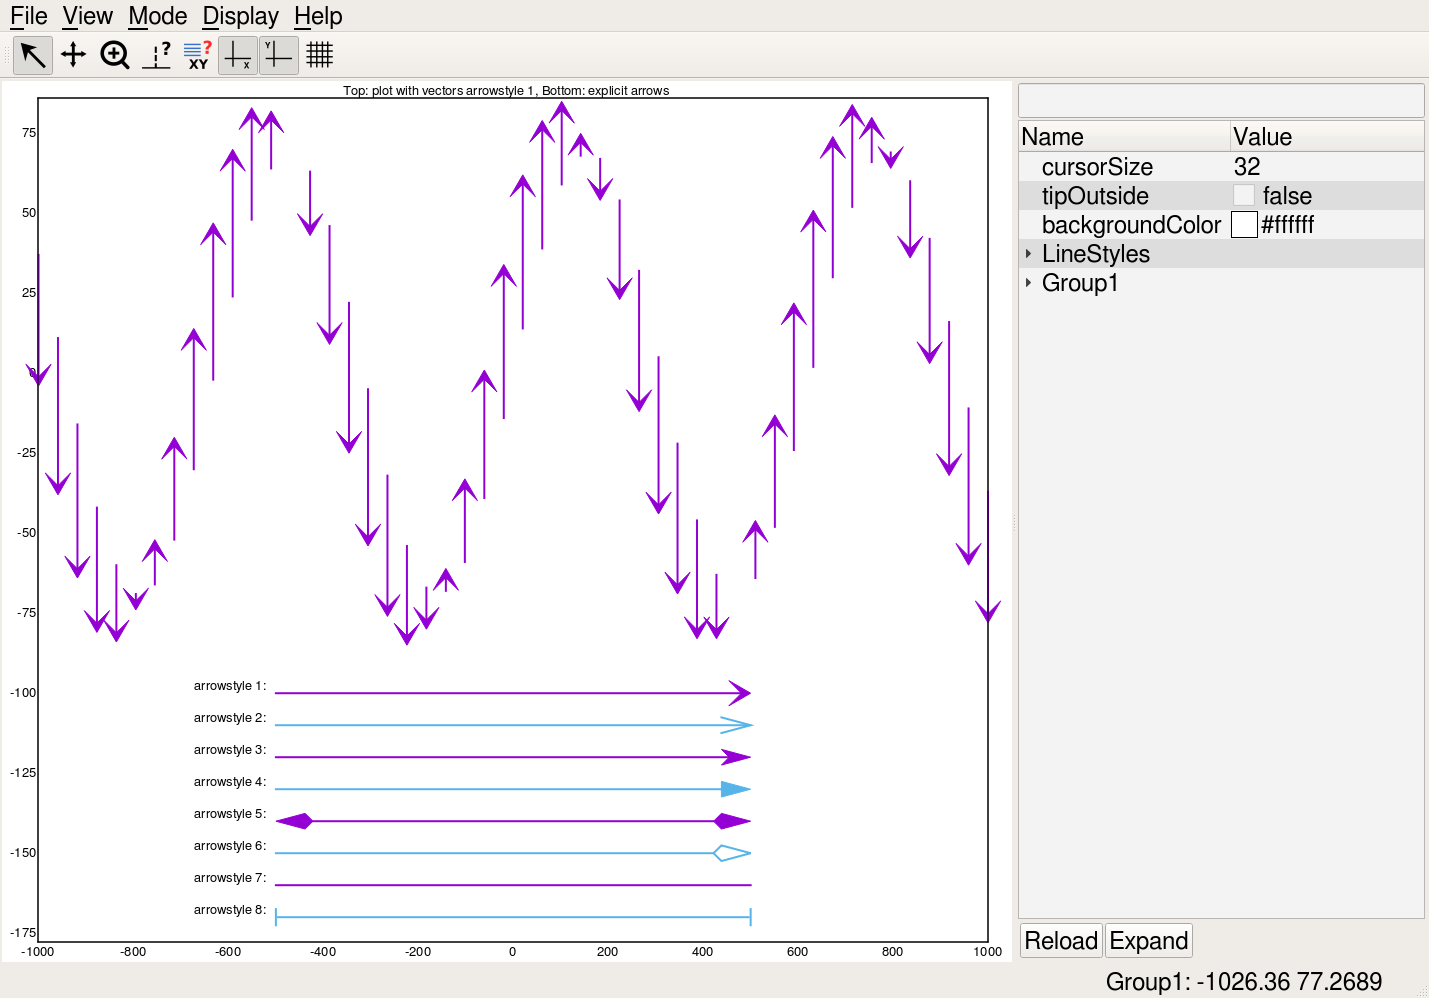 File View Mode Display Help
? ? XY x Y
Top: plot with vectors arrowstyle 1, Bottom: explicit arrows
75
50
25
0
-25
-50
-75
-100
-125
-150
-175
arrowstyle 1:
arrowstyle 2:
arrowstyle 3:
arrowstyle 4:
arrowstyle 5:
arrowstyle 6:
arrowstyle 7:
arrowstyle 8:
-1000 -800 -600 -400 -200 0 200 400 600 800 1000
Name Value
cursorSize 32
tipOutside false
backgroundColor #ffffff
LineStyles
Group1
Reload Expand
Group1: -1026.36 77.2689